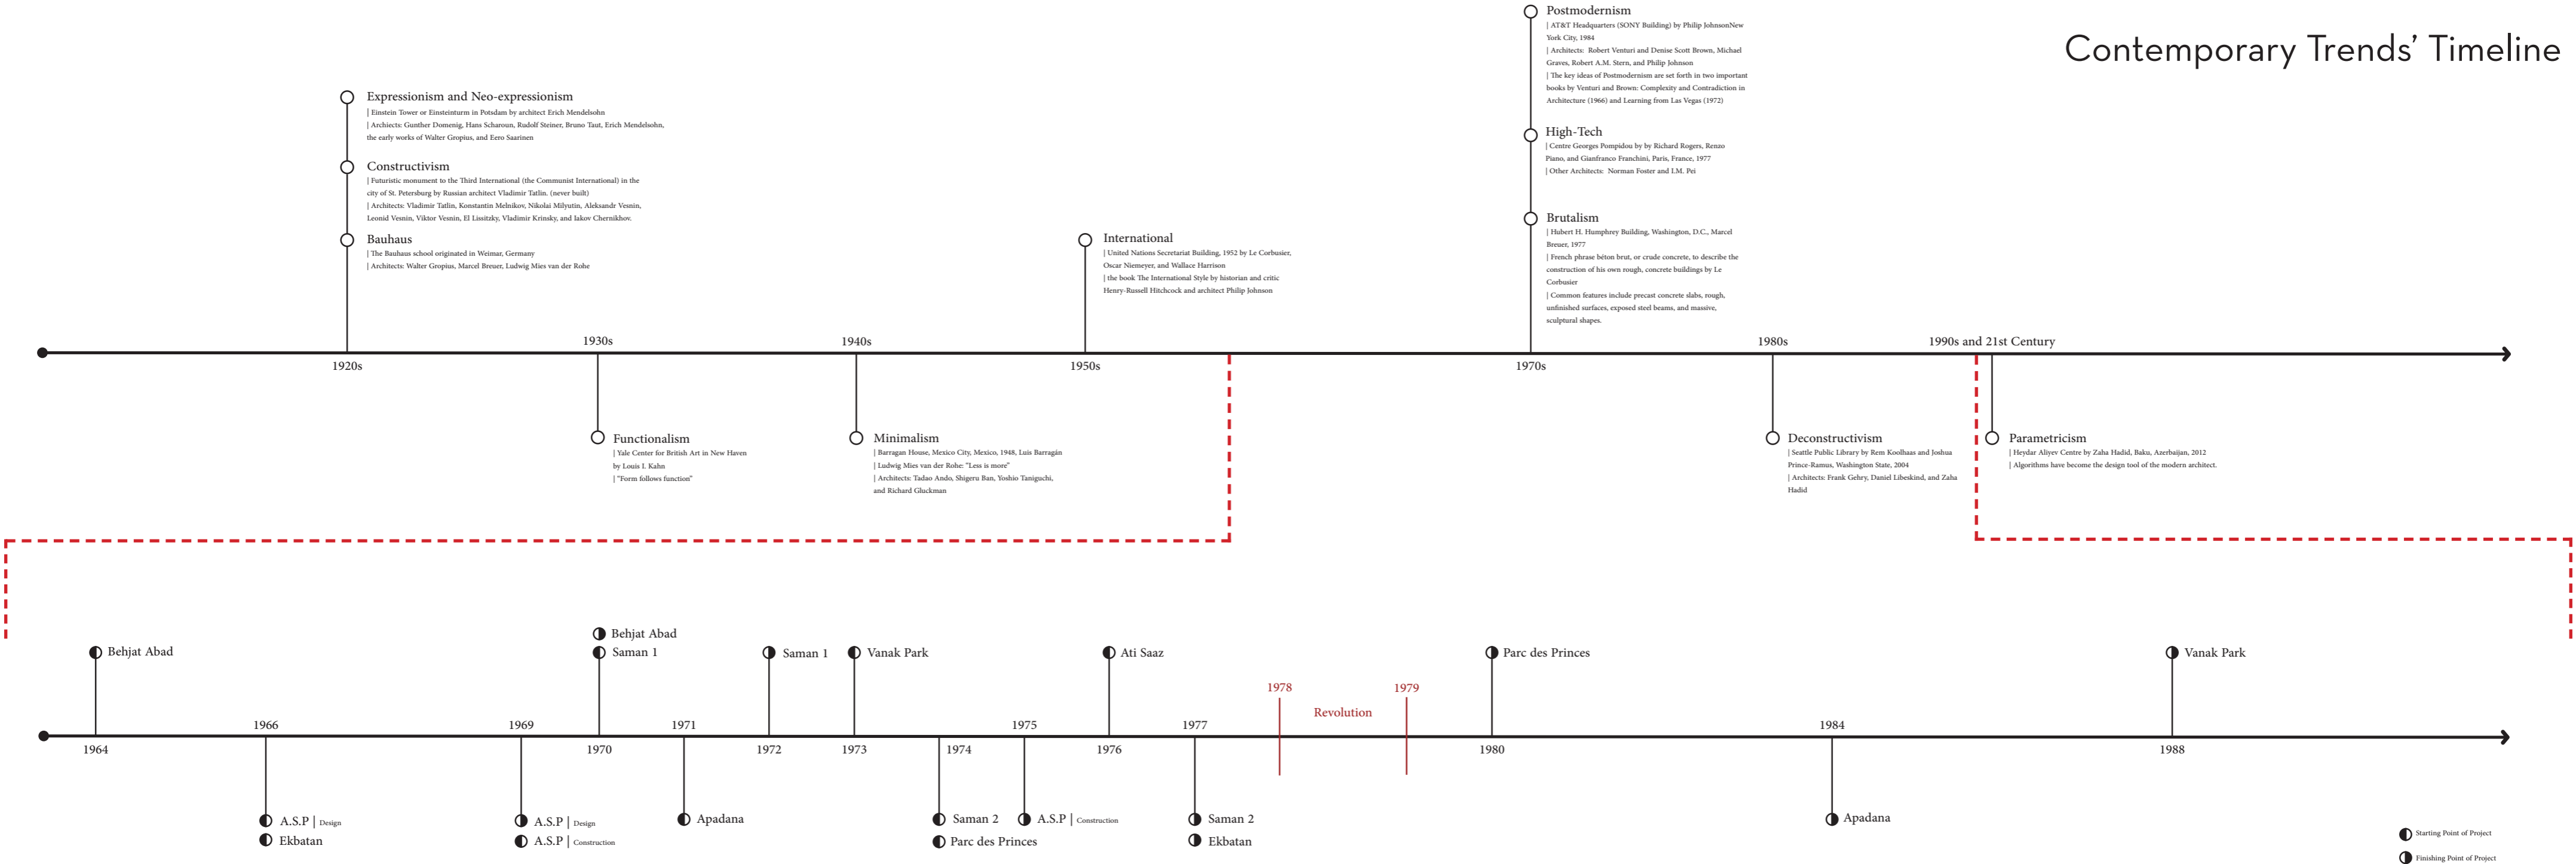 Contemporary Trends' Timeline
Expressionism and Neo-expressionism
| Einstein Tower or Einsteinturm in Potsdam by architect Erich Mendelsohn
| Archiects: Gunther Domenig, Hans Scharoun, Rudolf Steiner, Bruno Taut, Erich Mendelsohn,
the early works of Walter Gropius, and Eero Saarinen
Constructivism
| Futuristic monument to the Third International (the Communist International) in the
city of St. Petersburg by Russian architect Vladimir Tatlin. (never built)
| Architects: Vladimir Tatlin, Konstantin Melnikov, Nikolai Milyutin, Aleksandr Vesnin,
Leonid Vesnin, Viktor Vesnin, El Lissitzky, Vladimir Krinsky, and Iakov Chernikhov.
Bauhaus
| The Bauhaus school originated in Weimar, Germany
| Architects: Walter Gropius, Marcel Breuer, Ludwig Mies van der Rohe
International
| United Nations Secretariat Building, 1952 by Le Corbusier,
Oscar Niemeyer, and Wallace Harrison
| the book The International Style by historian and critic
Henry-Russell Hitchcock and architect Philip Johnson
Postmodernism
| AT&T Headquarters (SONY Building) by Philip JohnsonNew
York City, 1984
| Architects: Robert Venturi and Denise Scott Brown, Michael
Graves, Robert A.M. Stern, and Philip Johnson
| The key ideas of Postmodernism are set forth in two important
books by Venturi and Brown: Complexity and Contradiction in
Architecture (1966) and Learning from Las Vegas (1972)
High-Tech
| Centre Georges Pompidou by by Richard Rogers, Renzo
Piano, and Gianfranco Franchini, Paris, France, 1977
| Other Architects: Norman Foster and I.M. Pei
Brutalism
| Hubert H. Humphrey Building, Washington, D.C., Marcel
Breuer, 1977
| French phrase béton brut, or crude concrete, to describe the
construction of his own rough, concrete buildings by Le
Corbusier
| Common features include precast concrete slabs, rough,
unfinished surfaces, exposed steel beams, and massive,
sculptural shapes.
1920s
1930s
1940s
1950s
1970s
1980s
1990s and 21st Century
Functionalism
| Yale Center for British Art in New Haven
by Louis I. Kahn
| "Form follows function"
Minimalism
| Barragan House, Mexico City, Mexico, 1948, Luis Barragán
| Ludwig Mies van der Rohe: "Less is more"
| Architects: Tadao Ando, Shigeru Ban, Yoshio Taniguchi,
and Richard Gluckman
Deconstructivism
| Seattle Public Library by Rem Koolhaas and Joshua
Prince-Ramus, Washington State, 2004
| Architects: Frank Gehry, Daniel Libeskind, and Zaha
Hadid
Parametricism
| Heydar Aliyev Centre by Zaha Hadid, Baku, Azerbaijan, 2012
| Algorithms have become the design tool of the modern architect.
Behjat Abad
Behjat Abad
Saman 1
Saman 1
Vanak Park
Ati Saaz
Parc des Princes
Vanak Park
1978
Revolution
1979
1964
1966
1969
1970
1971
1972
1973
1974
1975
1976
1977
1980
1984
1988
A.S.P | Design
Ekbatan
A.S.P | Design
A.S.P | Construction
Apadana
Saman 2
Parc des Princes
A.S.P | Construction
Saman 2
Ekbatan
Apadana
Starting Point of Project
Finishing Point of Project